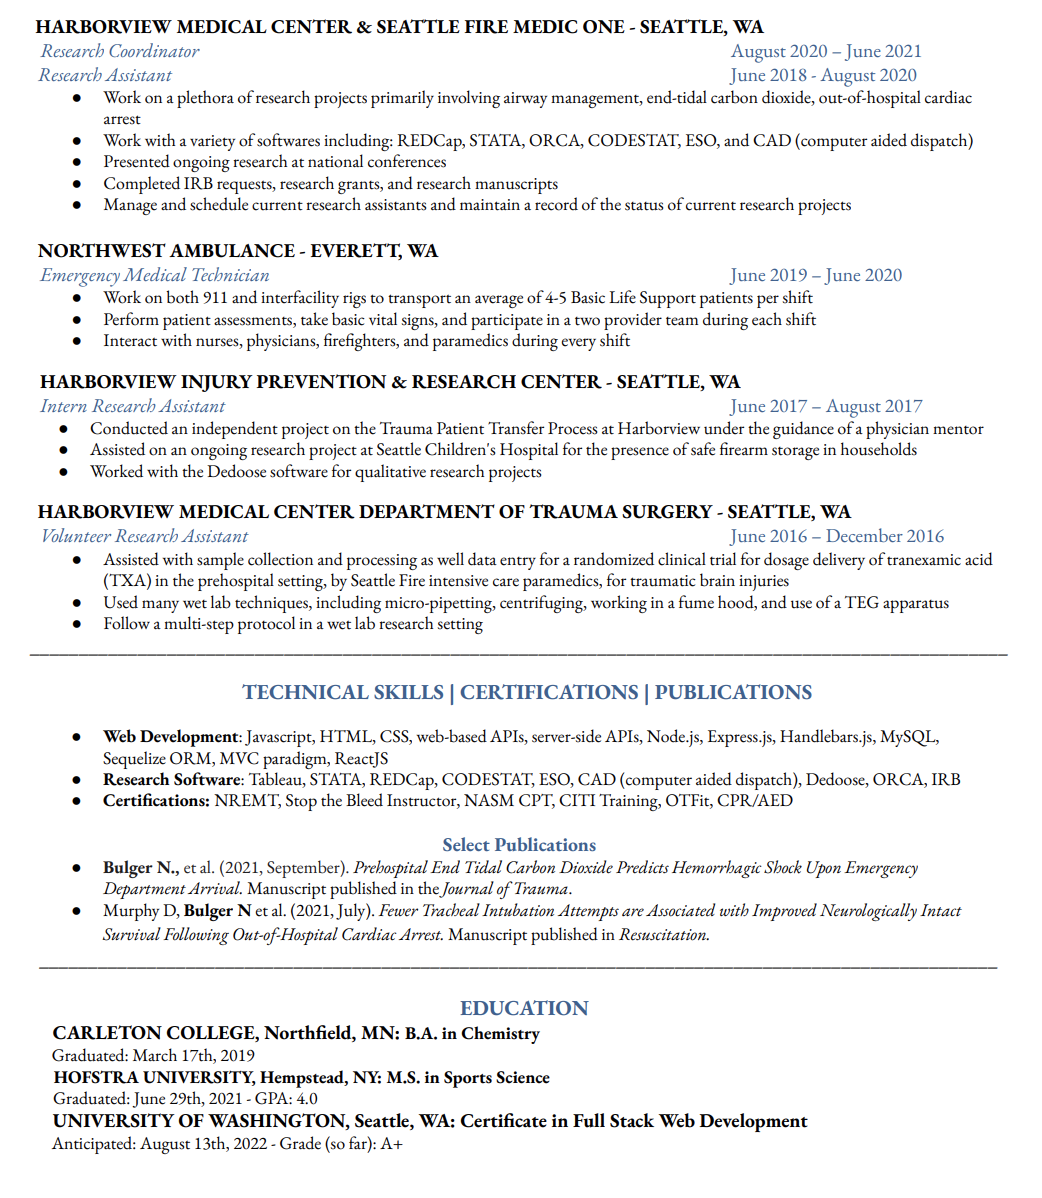 HARBORVIEW MEDICAL CENTER & SEATTLE FIRE MEDIC ONE - SEATTLE, WA
Research Coordinator August 2020 – June 2021
Research Assistant June 2018 - August 2020
● Work on a plethora of research projects primarily involving airway management, end-tidal carbon dioxide, out-of-hospital cardiac
arrest
● Work with a variety of softwares including: REDCap, STATA, ORCA, CODESTAT, ESO, and CAD (computer aided dispatch)
● Presented ongoing research at national conferences
● Completed IRB requests, research grants, and research manuscripts
● Manage and schedule current research assistants and maintain a record of the status of current research projects
NORTHWEST AMBULANCE - EVERETT, WA
Emergency Medical Technician June 2019 – June 2020
● Work on both 911 and interfacility rigs to transport an average of 4-5 Basic Life Support patients per shift
● Perform patient assessments, take basic vital signs, and participate in a two provider team during each shift
● Interact with nurses, physicians, firefighters, and paramedics during every shift
HARBORVIEW INJURY PREVENTION & RESEARCH CENTER - SEATTLE, WA
Intern Research Assistant June 2017 – August 2017
● Conducted an independent project on the Trauma Patient Transfer Process at Harborview under the guidance of a physician mentor
● Assisted on an ongoing research project at Seattle Children's Hospital for the presence of safe firearm storage in households
● Worked with the Dedoose software for qualitative research projects
HARBORVIEW MEDICAL CENTER DEPARTMENT OF TRAUMA SURGERY - SEATTLE, WA
Volunteer Research Assistant June 2016 – December 2016
● Assisted with sample collection and processing as well data entry for a randomized clinical trial for dosage delivery of tranexamic acid
(TXA) in the prehospital setting, by Seattle Fire intensive care paramedics, for traumatic brain injuries
● Used many wet lab techniques, including micro-pipetting, centrifuging, working in a fume hood, and use of a TEG apparatus
● Follow a multi-step protocol in a wet lab research setting
TECHNICAL SKILLS | CERTIFICATIONS | PUBLICATIONS
● Web Development: Javascript, HTML, CSS, web-based APIs, server-side APIs, Node.js, Express.js, Handlebars.js, MySQL,
Sequelize ORM, MVC paradigm, ReactJS
● Research Software: Tableau, STATA, REDCap, CODESTAT, ESO, CAD (computer aided dispatch), Dedoose, ORCA, IRB
● Certifications: NREMT, Stop the Bleed Instructor, NASM CPT, CITI Training, OTFit, CPR/AED
Select Publications
● Bulger N., et al. (2021, September). Prehospital End Tidal Carbon Dioxide Predicts Hemorrhagic Shock Upon Emergency
Department Arrival. Manuscript published in the Journal of Trauma.
● Murphy D, Bulger N et al. (2021, July). Fewer Tracheal Intubation Attempts are Associated with Improved Neurologically Intact
Survival Following Out-of-Hospital Cardiac Arrest. Manuscript published in Resuscitation.
EDUCATION
CARLETON COLLEGE, Northfield, MN: B.A. in Chemistry
Graduated: March 17th, 2019
HOFSTRA UNIVERSITY, Hempstead, NY: M.S. in Sports Science
Graduated: June 29th, 2021 - GPA: 4.0
UNIVERSITY OF WASHINGTON, Seattle, WA: Certificate in Full Stack Web Development
Anticipated: August 13th, 2022 - Grade (so far): A+